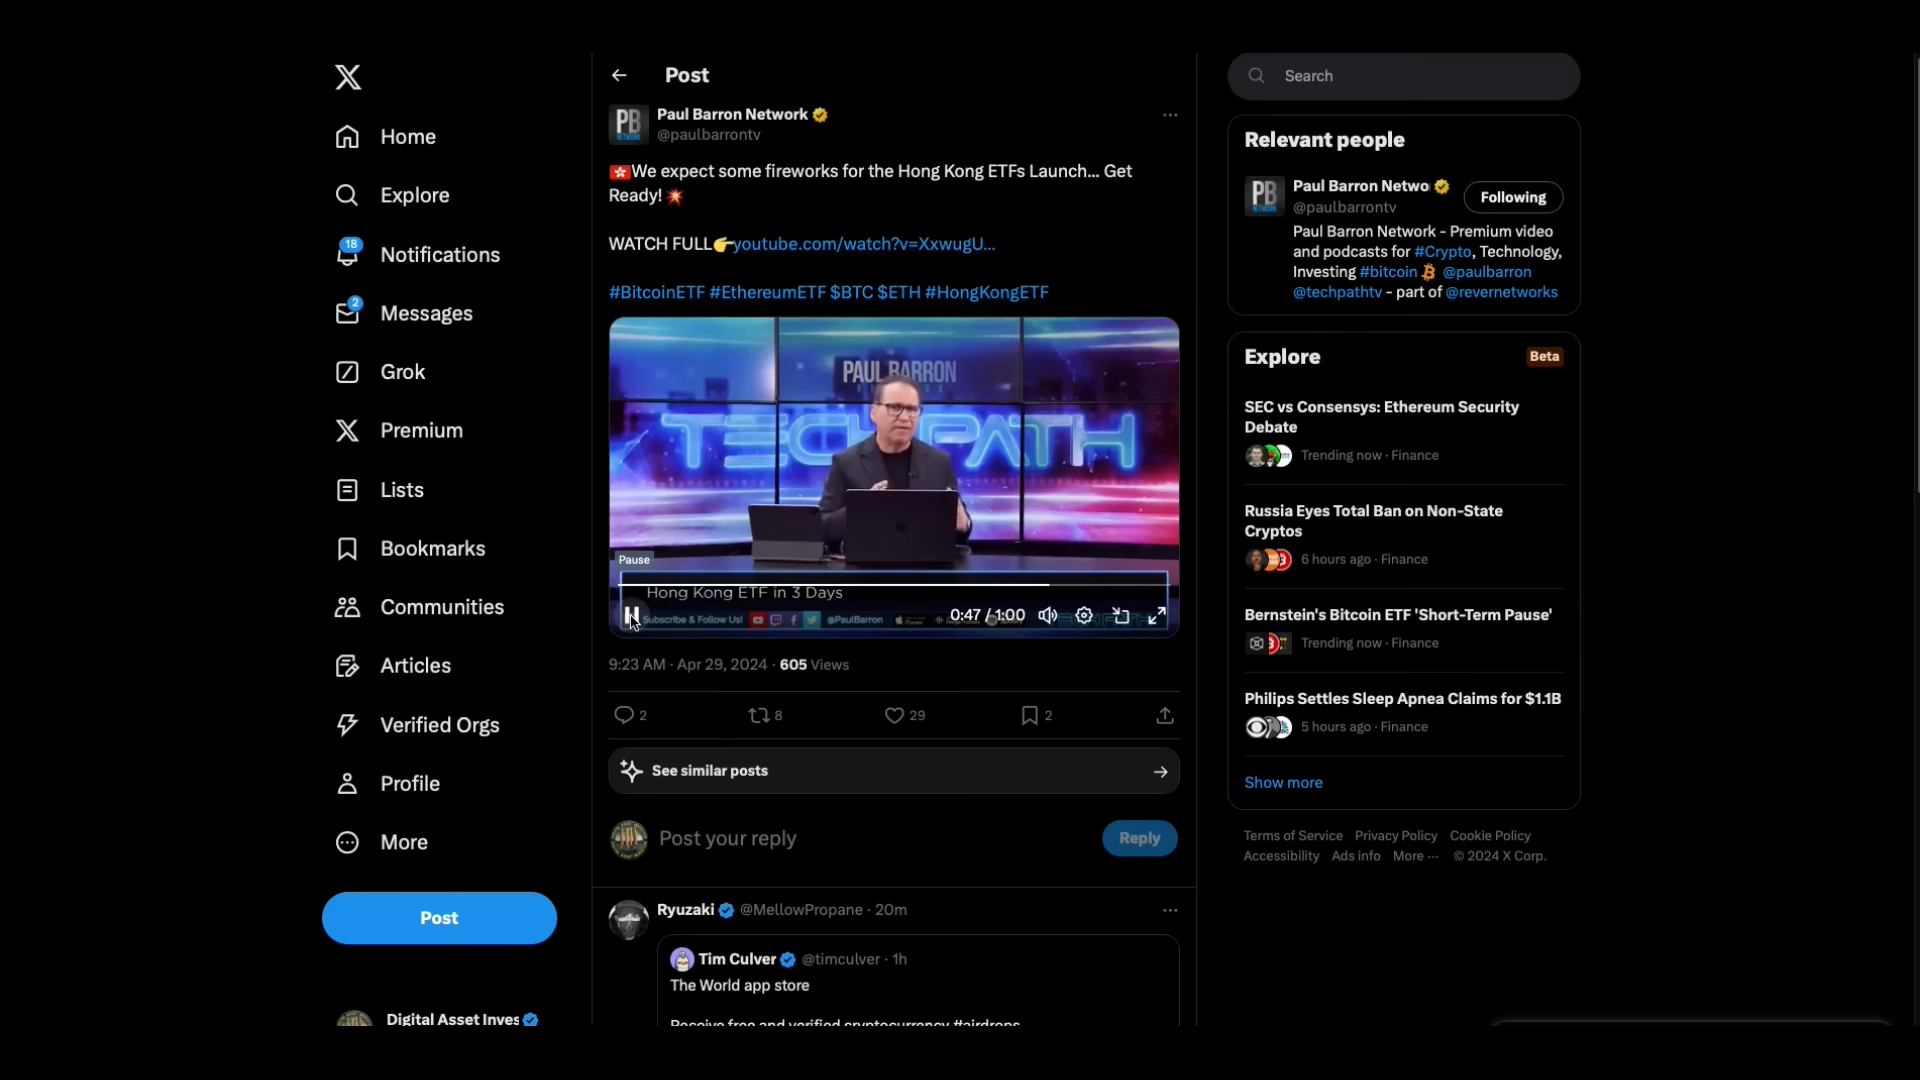 Home
Explore
18
Notifications
2
Messages
Grok
Premium
Lists
Bookmarks
Communities
Articles
Verified Orgs
Profile
More
Post
Digital Asset Inves
Post
PB
Paul Barron Network
@paulbarrontv
We expect some fireworks for the Hong Kong ETFs Launch... Get
Ready!
WATCH FULL youtube.com/watch?v=XxwugU...
#BitcoinETF #EthereumETF $BTC $ETH #HongKongETF
PAUL BARRON
TECHPATH
Pause
Hong Kong ETF in 3 Days
Subscribe & Follow Us!
@PaulBarron
0:47 / 1:00
9:23 AM · Apr 29, 2024 · 605 Views
2
8
29
2
See similar posts
Post your reply
Reply
Ryuzaki @MellowPropane · 20m
Tim Culver @timculver · 1h
The World app store
Receive free and verified cryptocurrency #airdrops
Search
Relevant people
PB
Paul Barron Netwo
@paulbarrontv
Following
Paul Barron Network - Premium video
and podcasts for #Crypto, Technology,
Investing #bitcoin @paulbarron
@techpathtv - part of @revernetworks
Explore
Beta
SEC vs Consensys: Ethereum Security
Debate
Trending now · Finance
Russia Eyes Total Ban on Non-State
Cryptos
6 hours ago · Finance
Bernstein's Bitcoin ETF 'Short-Term Pause'
Trending now · Finance
Philips Settles Sleep Apnea Claims for $1.1B
5 hours ago · Finance
Show more
Terms of Service Privacy Policy Cookie Policy
Accessibility Ads info More ··· © 2024 X Corp.